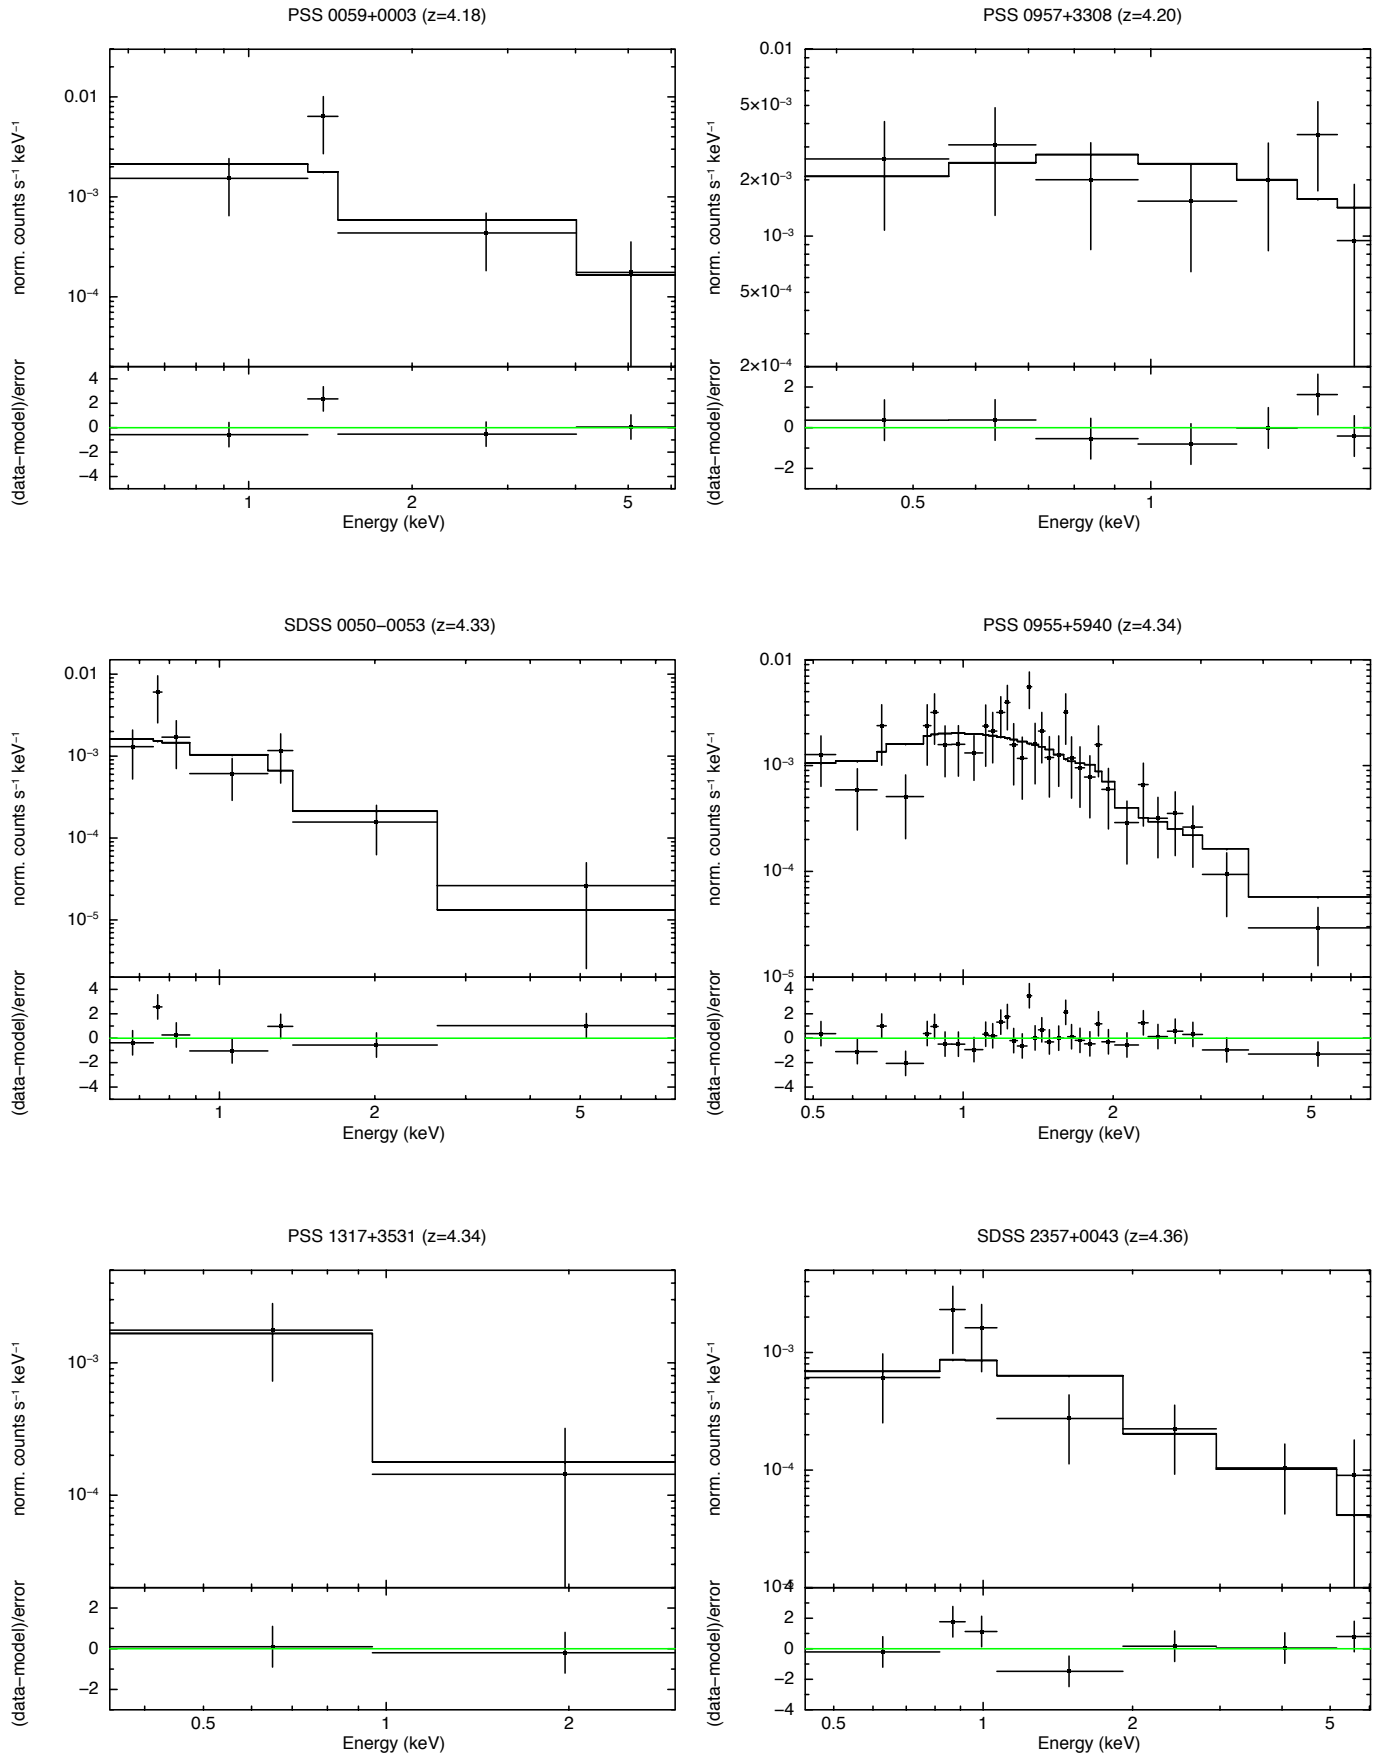 PSS 0059+0003 (z=4.18)
norm. counts s⁻¹ keV⁻¹
0.01
10⁻³
10⁻⁴
(data−model)/error
4
2
0
−2
−4
1 2 5
Energy (keV)
PSS 0957+3308 (z=4.20)
norm. counts s⁻¹ keV⁻¹
0.01
5×10⁻³
2×10⁻³
10⁻³
5×10⁻⁴
2×10⁻⁴
(data−model)/error
2
0
−2
0.5 1
Energy (keV)
SDSS 0050−0053 (z=4.33)
norm. counts s⁻¹ keV⁻¹
0.01
10⁻³
10⁻⁴
10⁻⁵
(data−model)/error
4
2
0
−2
−4
1 2 5
Energy (keV)
PSS 0955+5940 (z=4.34)
norm. counts s⁻¹ keV⁻¹
0.01
10⁻³
10⁻⁴
10⁻⁵
(data−model)/error
4
2
0
−2
−4
0.5 1 2 5
Energy (keV)
PSS 1317+3531 (z=4.34)
norm. counts s⁻¹ keV⁻¹
10⁻³
10⁻⁴
(data−model)/error
2
0
−2
0.5 1 2
Energy (keV)
SDSS 2357+0043 (z=4.36)
norm. counts s⁻¹ keV⁻¹
10⁻³
10⁻⁴
(data−model)/error
2
0
−2
−4
0.5 1 2 5
Energy (keV)